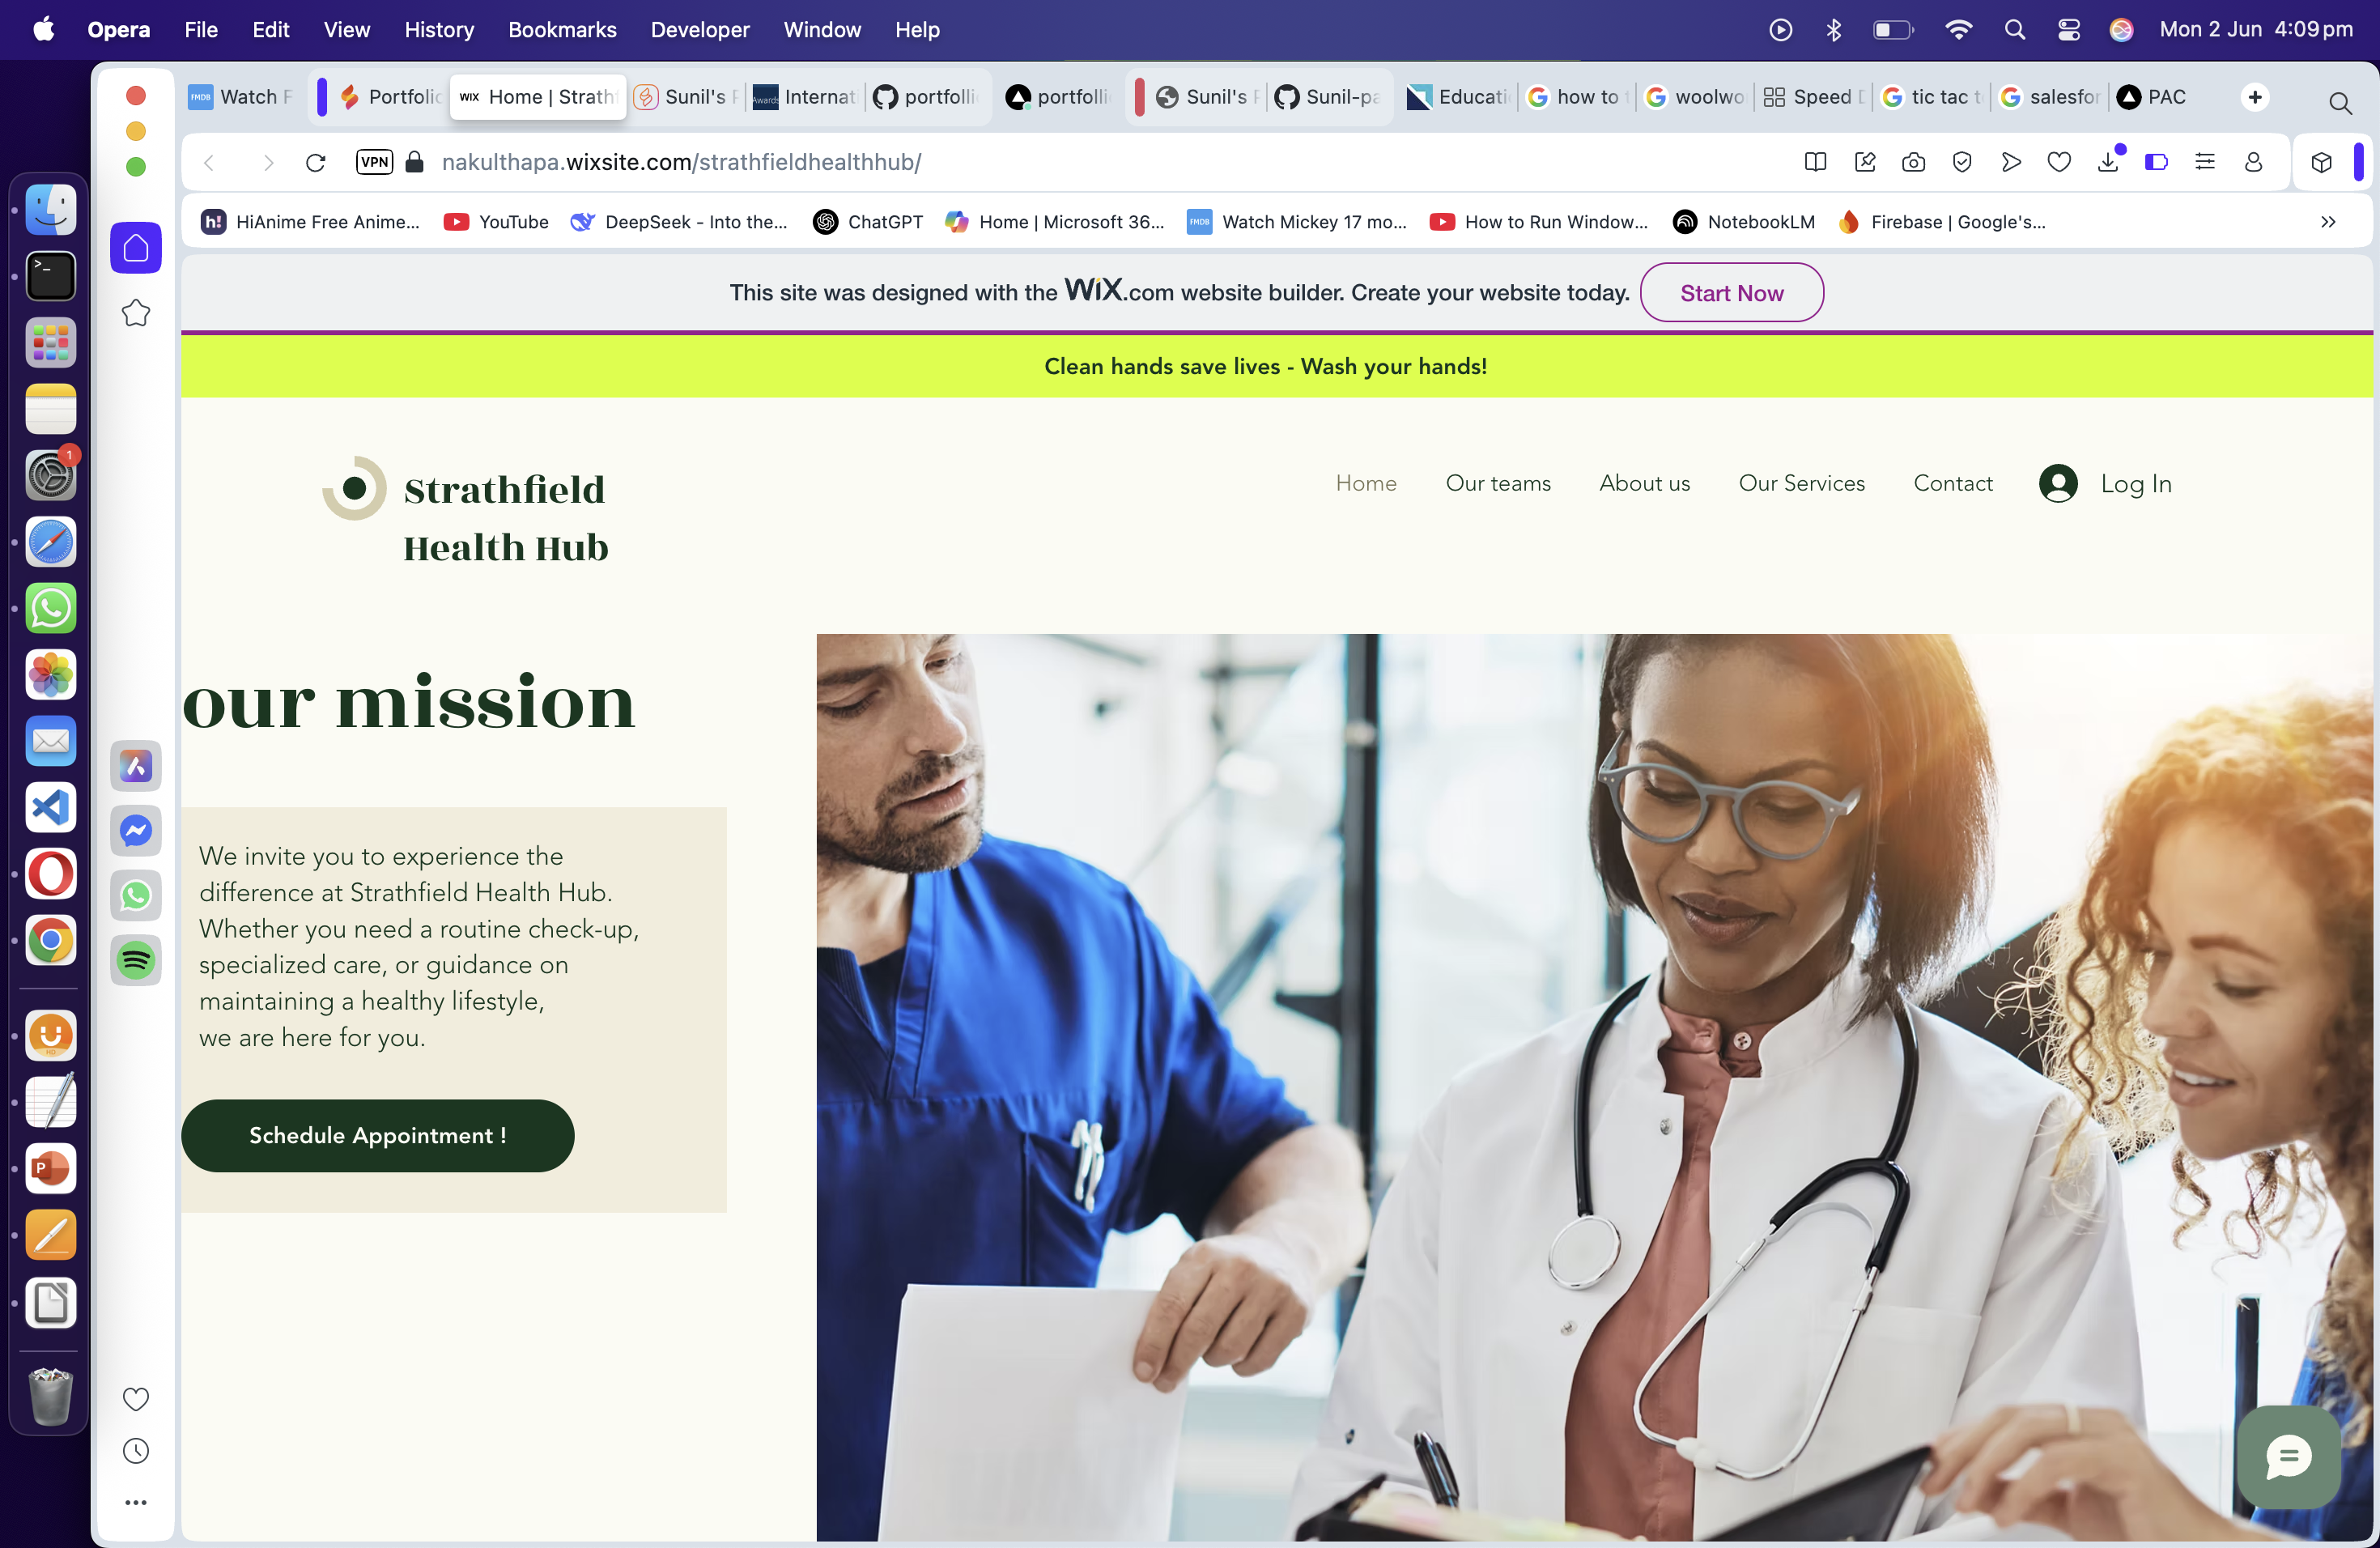 Opera File Edit View History Bookmarks Developer Window Help Mon 2 Jun 4:09 pm
Watch F Portfolio WiX Home | Strathf Sunil's P Internat portfolli portfolli Sunil's P Sunil-pa Educati how to woolwo Speed D tic tac t salesfor PAC
VPN nakulthapa.wixsite.com/strathfieldhealthhub/
HiAnime Free Anime... YouTube DeepSeek - Into the... ChatGPT Home | Microsoft 36... Watch Mickey 17 mo... How to Run Window... NotebookLM Firebase | Google's...
This site was designed with the WiX.com website builder. Create your website today. Start Now
Clean hands save lives - Wash your hands!
Strathfield
Health Hub
Home Our teams About us Our Services Contact Log In
our mission
We invite you to experience the
difference at Strathfield Health Hub.
Whether you need a routine check-up,
specialized care, or guidance on
maintaining a healthy lifestyle,
we are here for you.
Schedule Appointment !